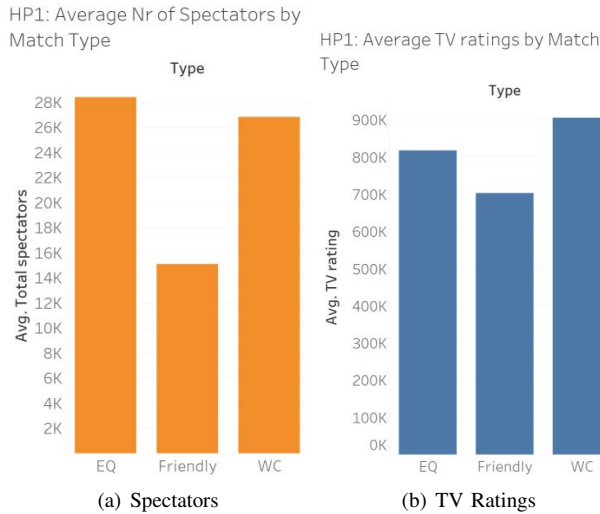 HP1: Average Nr of Spectators by
Match Type
Type
28K
26K
24K
22K
20K
18K
16K
14K
12K
10K
8K
6K
4K
2K
Avg. Total spectators
EQ Friendly WC
(a) Spectators
HP1: Average TV ratings by Match
Type
Type
900K
800K
700K
600K
500K
400K
300K
200K
100K
0K
Avg. TV rating
EQ Friendly WC
(b) TV Ratings